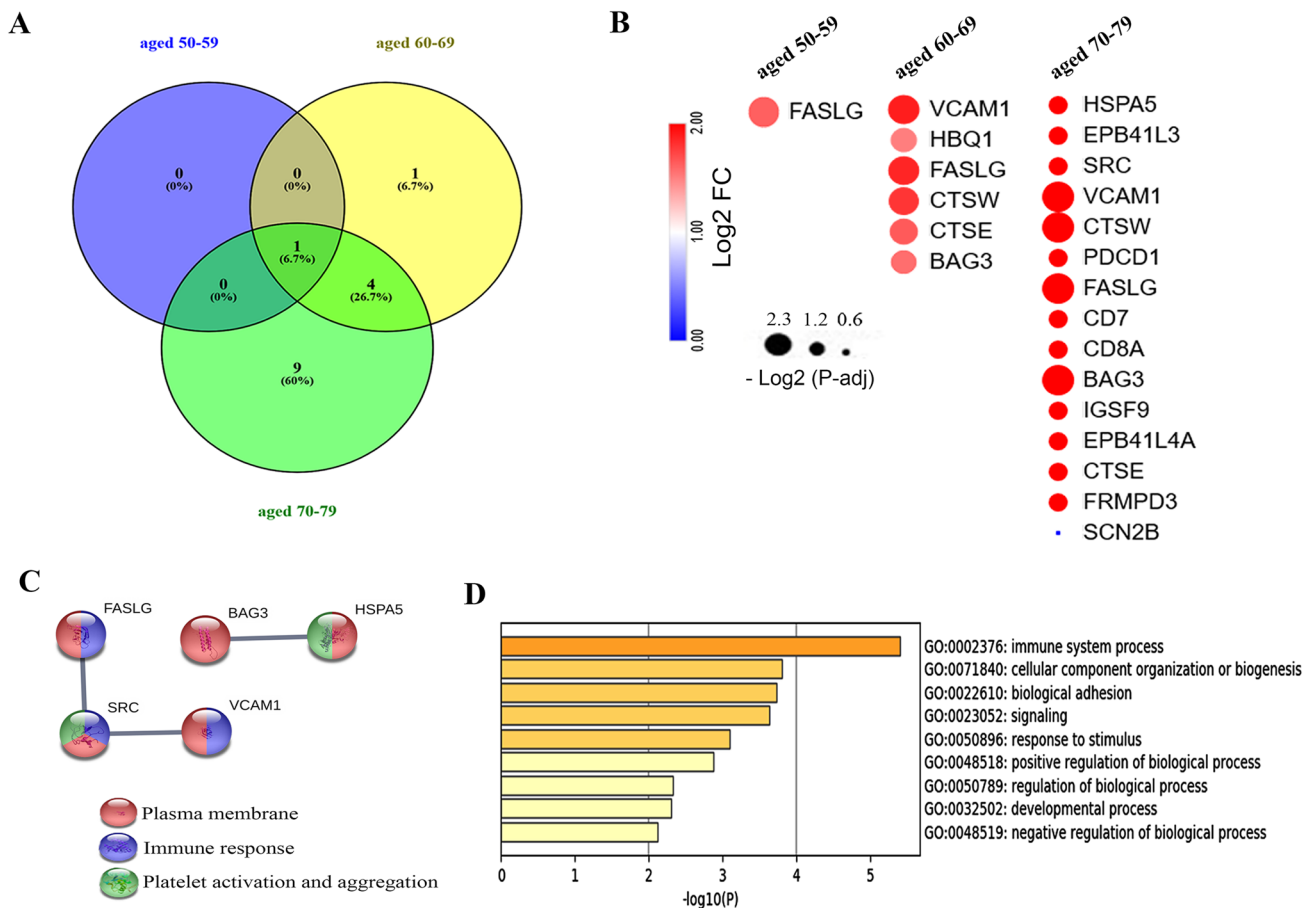 A
aged 50-59
aged 60-69
0
(0%)
0
(0%)
1
(6.7%)
1
(6.7%)
0
(0%)
4
(26.7%)
9
(60%)
aged 70-79
B
aged 50-59
aged 60-69
aged 70-79
2.00
1.00
0.00
Log2 FC
2.3 1.2 0.6
- Log2 (P-adj)
FASLG
VCAM1
HBQ1
FASLG
CTSW
CTSE
BAG3
HSPA5
EPB41L3
SRC
VCAM1
CTSW
PDCD1
FASLG
CD7
CD8A
BAG3
IGSF9
EPB41L4A
CTSE
FRMPD3
SCN2B
C
FASLG
BAG3
HSPA5
SRC
VCAM1
Plasma membrane
Immune response
Platelet activation and aggregation
D
GO:0002376: immune system process
GO:0071840: cellular component organization or biogenesis
GO:0022610: biological adhesion
GO:0023052: signaling
GO:0050896: response to stimulus
GO:0048518: positive regulation of biological process
GO:0050789: regulation of biological process
GO:0032502: developmental process
GO:0048519: negative regulation of biological process
0 1 2 3 4 5
-log10(P)